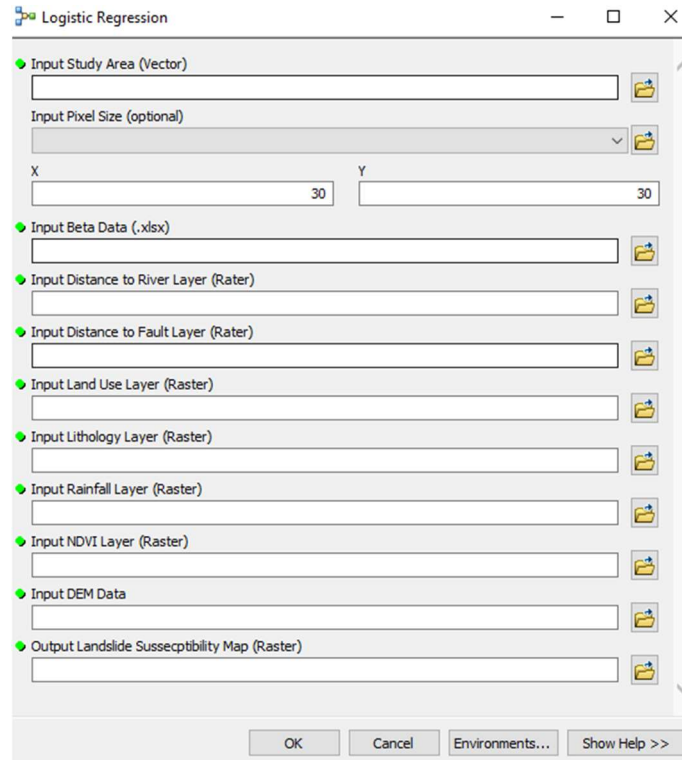 Logistic Regression
Input Study Area (Vector)
Input Pixel Size (optional)
X Y
30 30
Input Beta Data (.xlsx)
Input Distance to River Layer (Rater)
Input Distance to Fault Layer (Rater)
Input Land Use Layer (Raster)
Input Lithology Layer (Raster)
Input Rainfall Layer (Raster)
Input NDVI Layer (Raster)
Input DEM Data
Output Landslide Sussecptibility Map (Raster)
OK Cancel Environments... Show Help >>